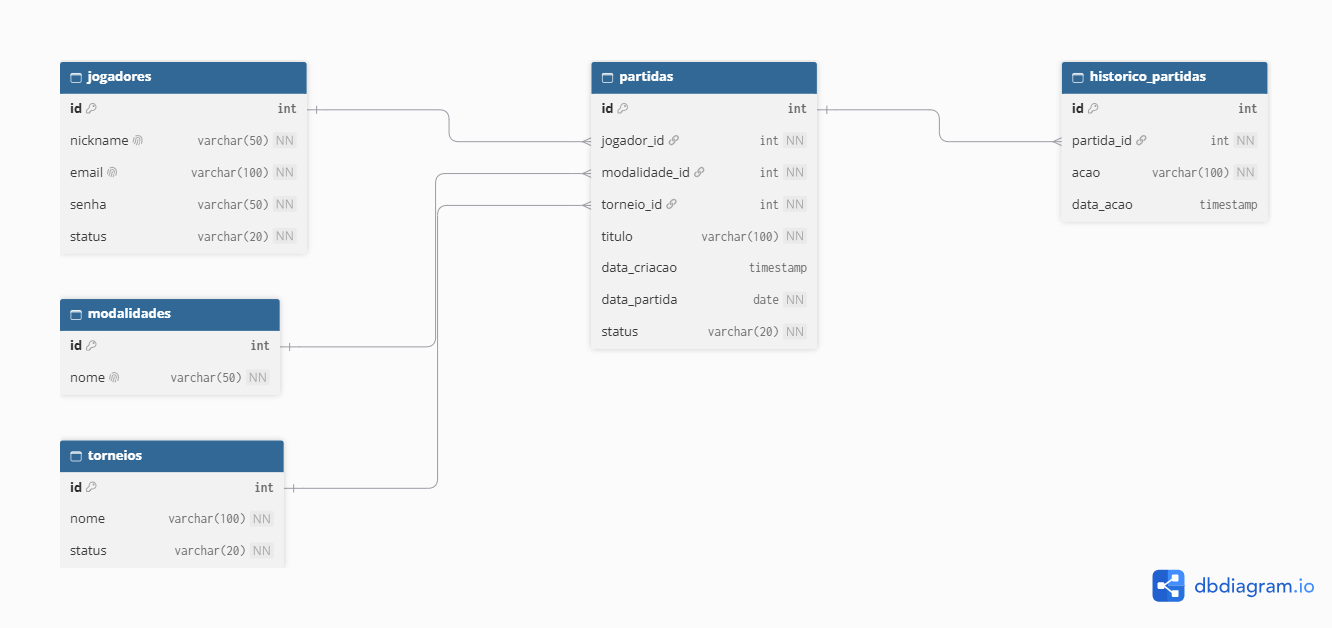 jogadores
id int
nickname varchar(50) NN
email varchar(100) NN
senha varchar(50) NN
status varchar(20) NN
modalidades
id int
nome varchar(50) NN
torneios
id int
nome varchar(100) NN
status varchar(20) NN
partidas
id int
jogador_id int NN
modalidade_id int NN
torneio_id int NN
titulo varchar(100) NN
data_criacao timestamp
data_partida date NN
status varchar(20) NN
historico_partidas
id int
partida_id int NN
acao varchar(100) NN
data_acao timestamp
dbdiagram.io